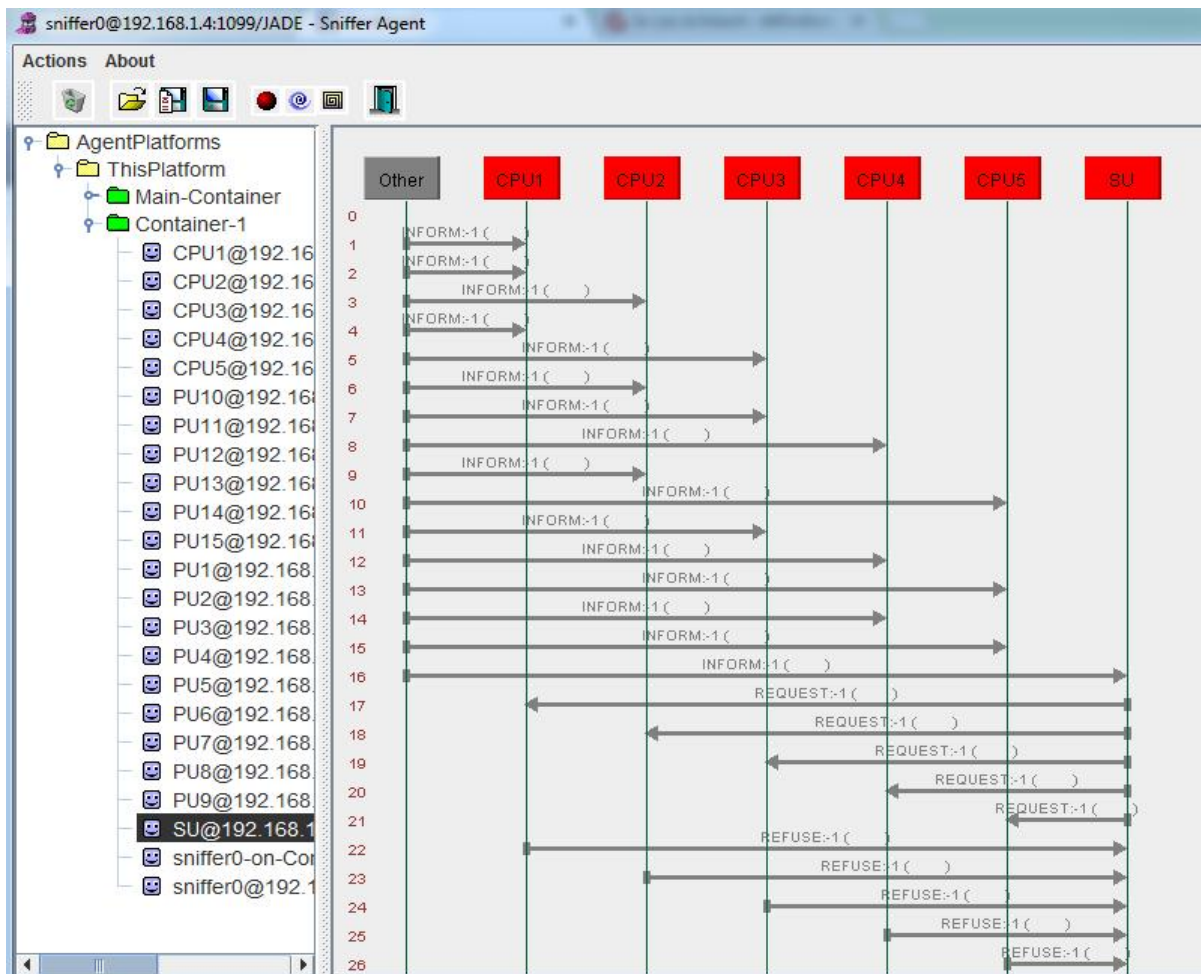 sniffer0@192.168.1.4:1099/JADE - Sniffer Agent
Actions About
AgentPlatforms
ThisPlatform
Main-Container
Container-1
CPU1@192.16
CPU2@192.16
CPU3@192.16
CPU4@192.16
CPU5@192.16
PU10@192.168
PU11@192.168
PU12@192.168
PU13@192.168
PU14@192.168
PU15@192.168
PU1@192.168.
PU2@192.168.
PU3@192.168.
PU4@192.168.
PU5@192.168.
PU6@192.168.
PU7@192.168.
PU8@192.168.
PU9@192.168.
SU@192.168.1
sniffer0-on-Cor
sniffer0@192.1
Other CPU1 CPU2 CPU3 CPU4 CPU5 SU
0
INFORM:-1 ( )
1
INFORM:-1 ( )
2
INFORM:-1 ( )
3
INFORM:-1 ( )
4
INFORM:-1 ( )
5
INFORM:-1 ( )
6
INFORM:-1 ( )
7
INFORM:-1 ( )
8
INFORM:-1 ( )
9
INFORM:-1 ( )
10
INFORM:-1 ( )
11
INFORM:-1 ( )
12
INFORM:-1 ( )
13
INFORM:-1 ( )
14
INFORM:-1 ( )
15
INFORM:-1 ( )
16
REQUEST:-1 ( )
17
REQUEST:-1 ( )
18
REQUEST:-1 ( )
19
REQUEST:-1 ( )
20
REQUEST:-1 ( )
21
REFUSE:-1 ( )
22
REFUSE:-1 ( )
23
REFUSE:-1 ( )
24
REFUSE:-1 ( )
25
REFUSE:-1 ( )
26